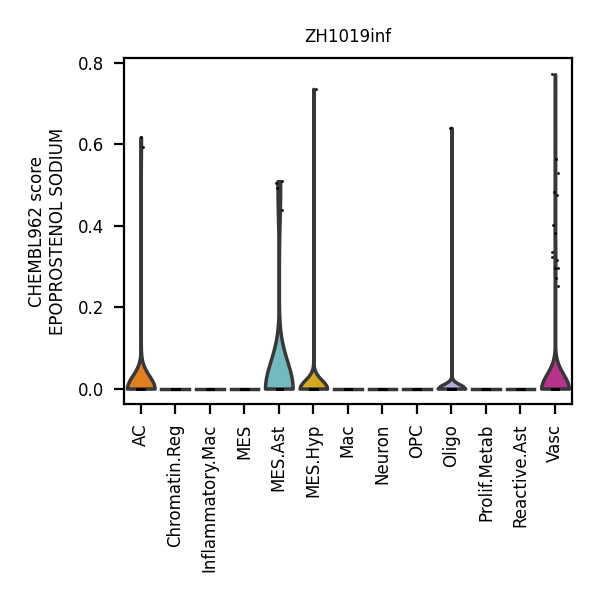 ZH1019inf
CHEMBL962 score
EPOPROSTENOL SODIUM
0.8
0.6
0.4
0.2
0.0
AC
Chromatin.Reg
Inflammatory.Mac
MES
MES.Ast
MES.Hyp
Mac
Neuron
OPC
Oligo
Prolif.Metab
Reactive.Ast
Vasc